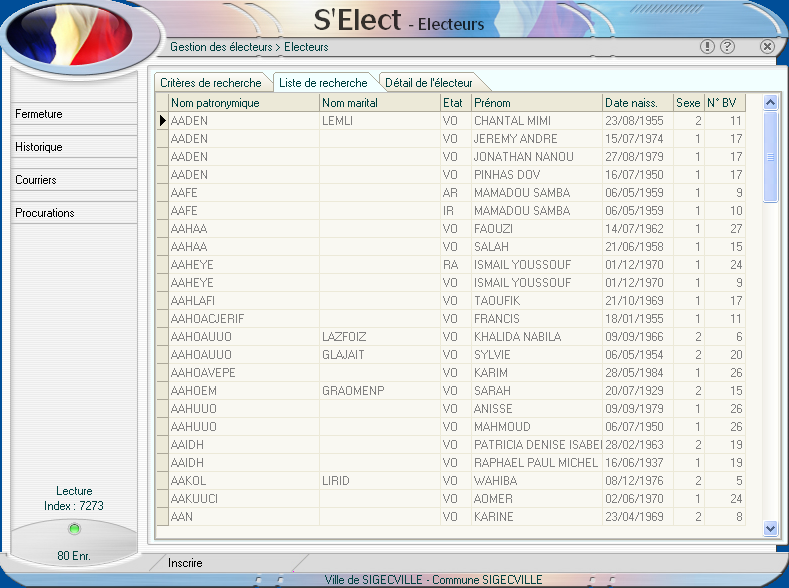 S'Elect - Electeurs
Gestion des électeurs > Electeurs
Fermeture
Historique
Courriers
Procurations
Lecture
Index : 7273
80 Enr.
Critères de recherche Liste de recherche Détail de l'électeur
Nom patronymique Nom marital Etat Prénom Date naiss. Sexe N° BV
AADEN LEMLI VO CHANTAL MIMI 23/08/1955 2 11
AADEN VO JEREMY ANDRE 15/07/1974 1 17
AADEN VO JONATHAN NANOU 27/08/1979 1 17
AADEN VO PINHAS DOV 16/07/1950 1 17
AAFE AR MAMADOU SAMBA 06/05/1959 1 9
AAFE IR MAMADOU SAMBA 06/05/1959 1 10
AAHAA VO FAOUZI 14/07/1962 1 27
AAHAA VO SALAH 21/06/1958 1 15
AAHEYE RA ISMAIL YOUSSOUF 01/12/1970 1 24
AAHEYE VO ISMAIL YOUSSOUF 01/12/1970 1 9
AAHLAFI VO TAOUFIK 21/10/1969 1 17
AAHOACJERIF VO FRANCIS 18/01/1955 1 11
AAHOAUUO LAZFOIZ VO KHALIDA NABILA 09/09/1966 2 6
AAHOAUUO GLAJAIT VO SYLVIE 06/05/1954 2 20
AAHOAVEPE VO KARIM 28/05/1984 1 26
AAHOEM GRAOMENP VO SARAH 20/07/1929 2 15
AAHUUO VO ANISSE 09/09/1979 1 26
AAHUUO VO MAHMOUD 06/07/1950 1 26
AAIDH VO PATRICIA DENISE ISABEI 28/02/1963 2 19
AAIDH VO RAPHAEL PAUL MICHEL 16/06/1937 1 19
AAKOL LIRID VO WAHIBA 08/12/1976 2 5
AAKUUCI VO AOMER 02/06/1970 1 24
AAN VO KARINE 23/04/1969 2 8
Inscrire
Ville de SIGECVILLE - Commune SIGECVILLE